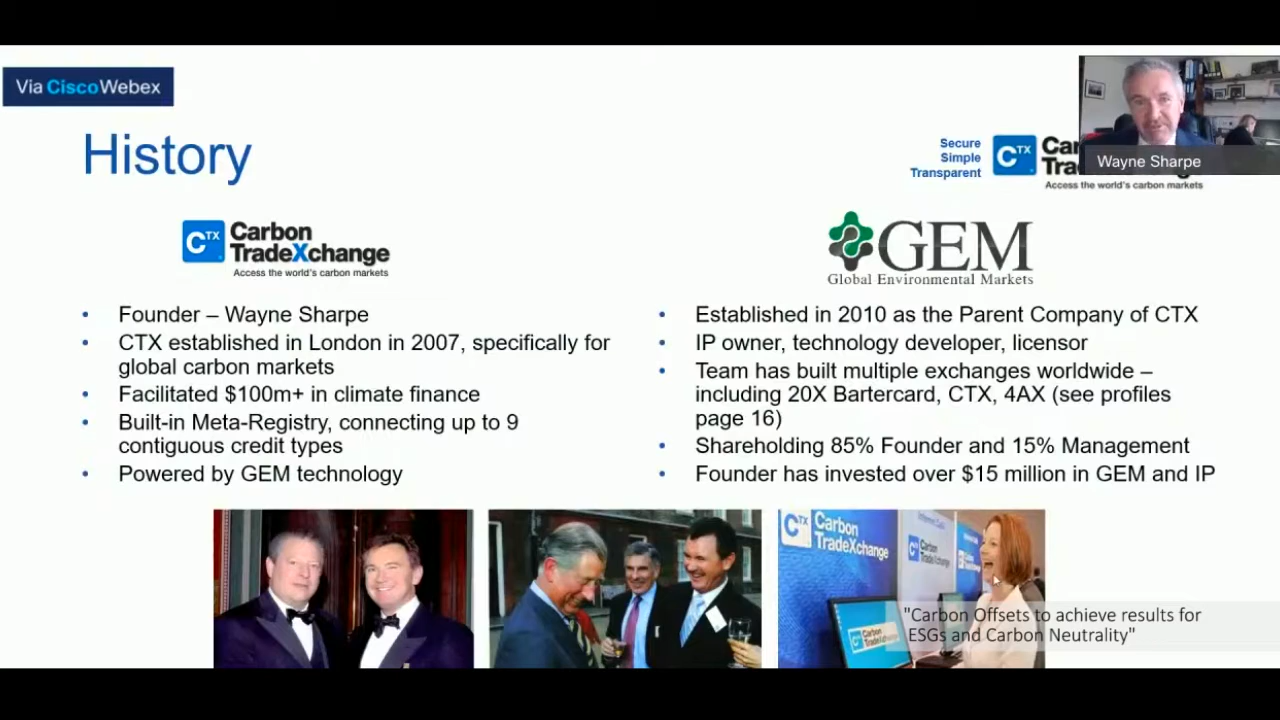 Via CiscoWebex
History
Secure
Simple
Transparent
CTX
Car
Trade
Access the world's carbon markets
Wayne Sharpe
CTX
Carbon
TradeXchange
Access the world's carbon markets
• Founder – Wayne Sharpe
• CTX established in London in 2007, specifically for
global carbon markets
• Facilitated $100m+ in climate finance
• Built-in Meta-Registry, connecting up to 9
contiguous credit types
• Powered by GEM technology
GEM
Global Environmental Markets
• Established in 2010 as the Parent Company of CTX
• IP owner, technology developer, licensor
• Team has built multiple exchanges worldwide –
including 20X Bartercard, CTX, 4AX (see profiles
page 16)
• Shareholding 85% Founder and 15% Management
• Founder has invested over $15 million in GEM and IP
CTX
Carbon
TradeXchange
"Carbon Offsets to achieve results for
ESGs and Carbon Neutrality"